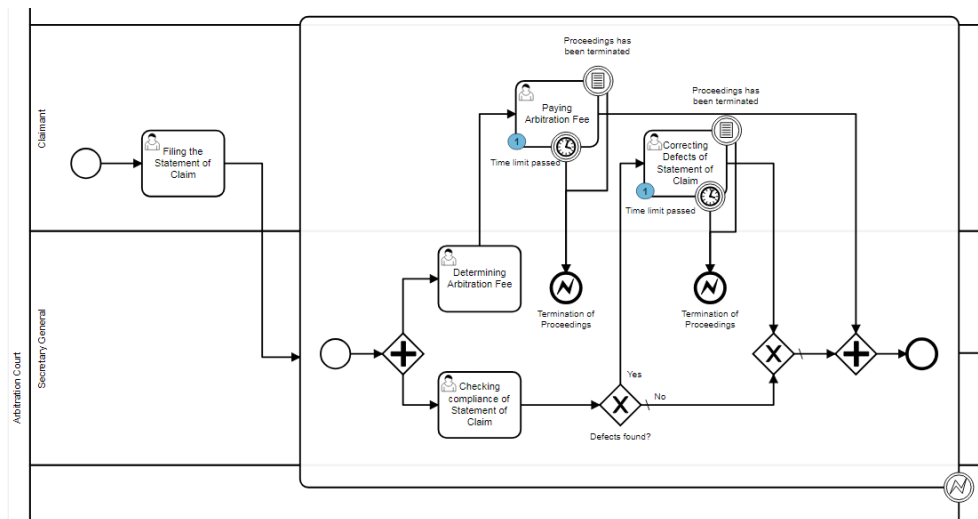 Arbitration Court
Claimant
Secretary General
Filing the
Statement of
Claim
Proceedings has
been terminated
Paying
Arbitration Fee
1
Time limit passed
Proceedings has
been terminated
Correcting
Defects of
Statement of
Claim
1
Time limit passed
Determining
Arbitration Fee
Termination of
Proceedings
Termination of
Proceedings
Checking
compliance of
Statement of
Claim
Yes
No
Defects found?